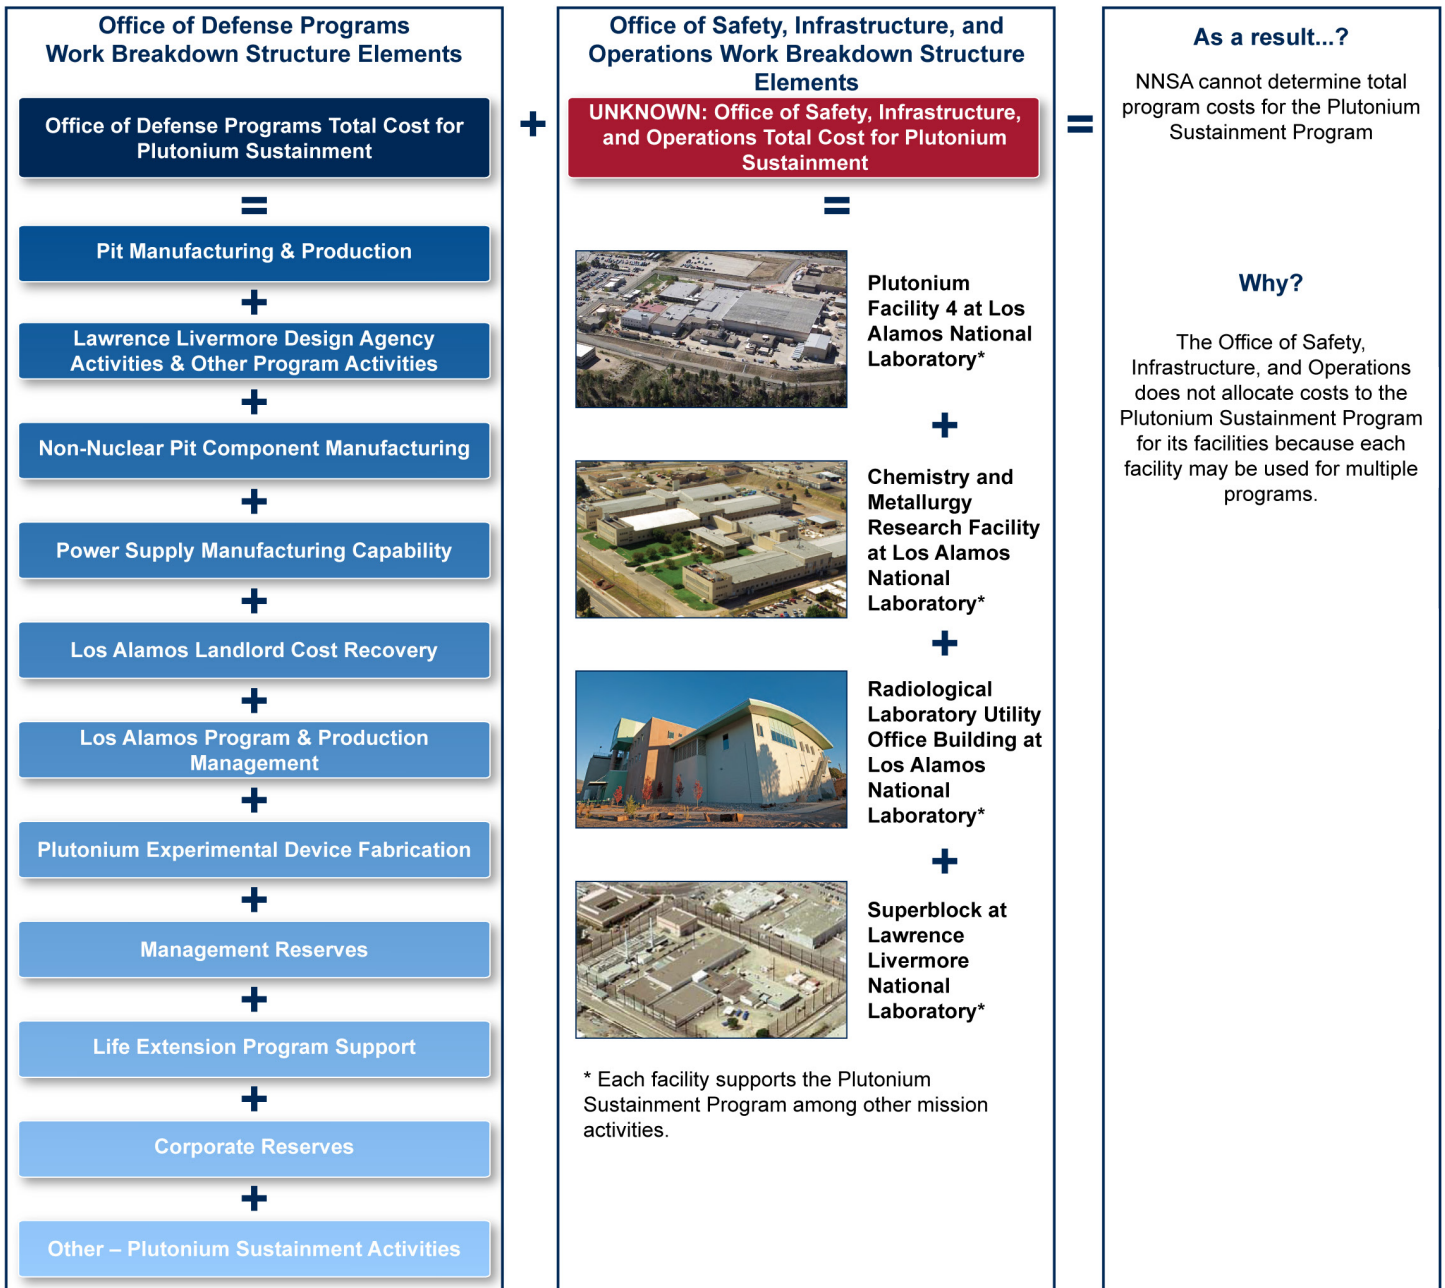 Office of Defense Programs
Work Breakdown Structure Elements
Office of Defense Programs Total Cost for
Plutonium Sustainment
=
Pit Manufacturing & Production
+
Lawrence Livermore Design Agency
Activities & Other Program Activities
+
Non-Nuclear Pit Component Manufacturing
+
Power Supply Manufacturing Capability
+
Los Alamos Landlord Cost Recovery
+
Los Alamos Program & Production
Management
+
Plutonium Experimental Device Fabrication
+
Management Reserves
+
Life Extension Program Support
+
Corporate Reserves
+
Other – Plutonium Sustainment Activities
+
Office of Safety, Infrastructure, and
Operations Work Breakdown Structure
Elements
UNKNOWN: Office of Safety, Infrastructure,
and Operations Total Cost for Plutonium
Sustainment
=
Plutonium
Facility 4 at Los
Alamos National
Laboratory*
+
Chemistry and
Metallurgy
Research Facility
at Los Alamos
National
Laboratory*
+
Radiological
Laboratory Utility
Office Building at
Los Alamos
National
Laboratory*
+
Superblock at
Lawrence
Livermore
National
Laboratory*
* Each facility supports the Plutonium
Sustainment Program among other mission
activities.
=
As a result...?
NNSA cannot determine total
program costs for the Plutonium
Sustainment Program
Why?
The Office of Safety,
Infrastructure, and Operations
does not allocate costs to the
Plutonium Sustainment Program
for its facilities because each
facility may be used for multiple
programs.